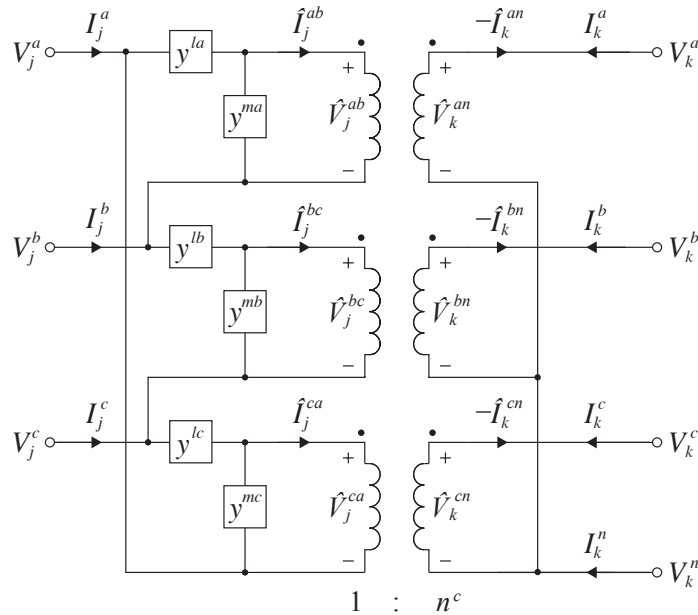 I_j^a Î_j^{ab} −Î_k^{an} I_k^a
V_j^a y^{la} V_k^a
+ +
y^{ma} V̂_j^{ab} V̂_k^{an}
− −
I_j^b Î_j^{bc} −Î_k^{bn} I_k^b
V_j^b y^{lb} V_k^b
+ +
y^{mb} V̂_j^{bc} V̂_k^{bn}
− −
I_j^c Î_j^{ca} −Î_k^{cn} I_k^c
V_j^c y^{lc} V_k^c
+ +
y^{mc} V̂_j^{ca} V̂_k^{cn}
− − I_k^n
V_k^n
1 : n^c